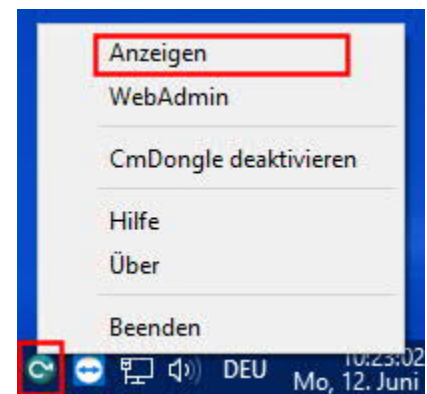 Anzeigen
WebAdmin
CmDongle deaktivieren
Hilfe
Über
Beenden
DEU
10:23:02
Mo, 12. Juni